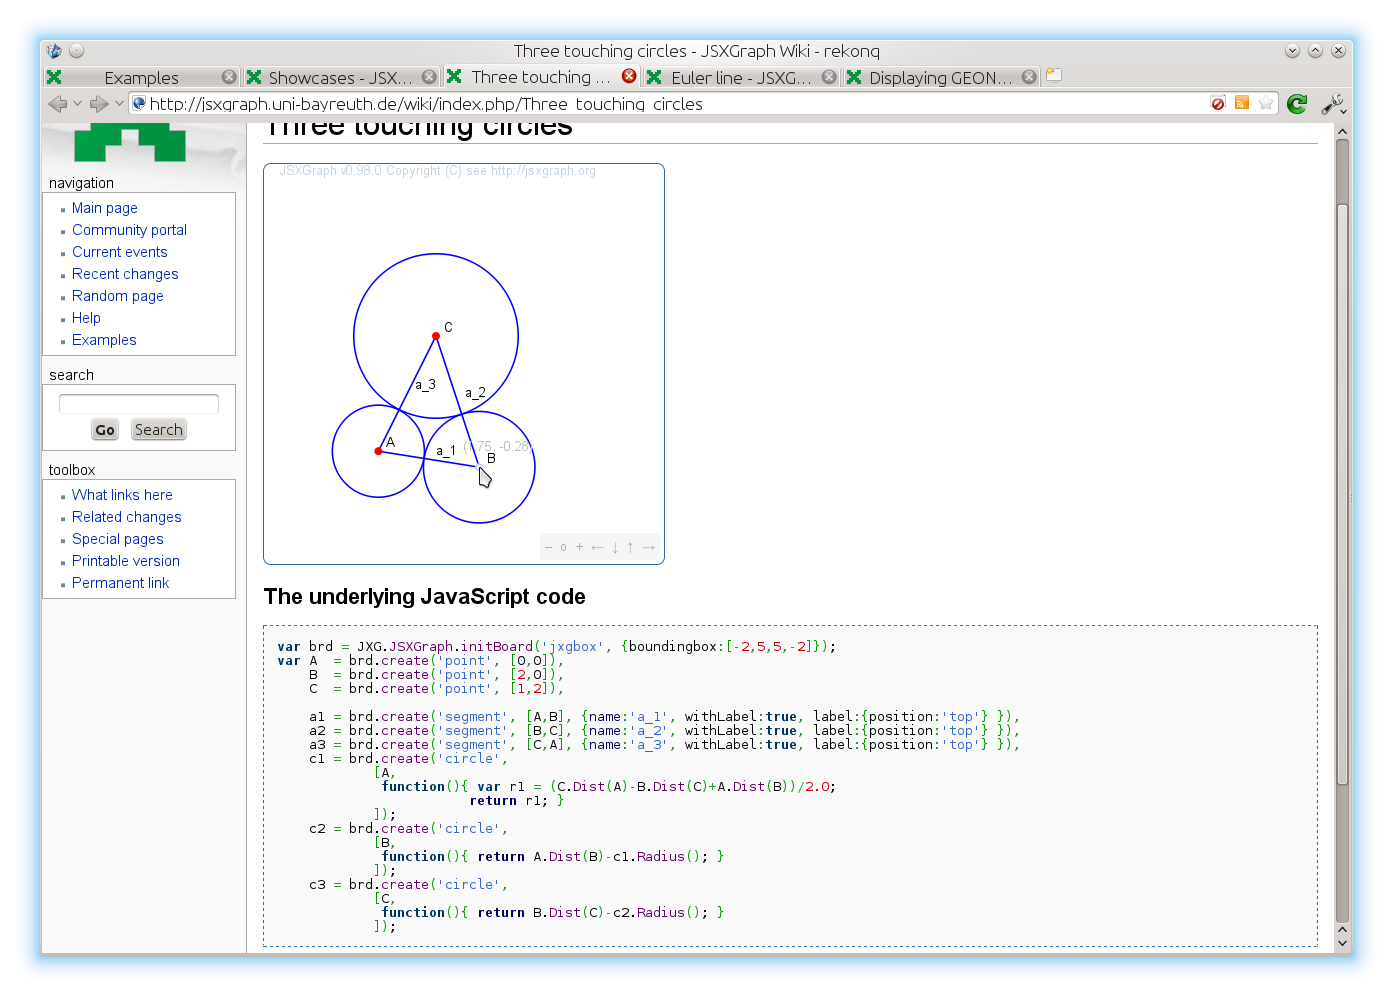 Three touching circles - JSXGraph Wiki - rekonq
Examples
Showcases - JSX...
Three touching ...
Euler line - JSXG...
Displaying GEON...
http://jsxgraph.uni-bayreuth.de/wiki/index.php/Three_touching_circles
Three touching circles
navigation
Main page
Community portal
Current events
Recent changes
Random page
Help
Examples
search
Go Search
toolbox
What links here
Related changes
Special pages
Printable version
Permanent link
JSXGraph v0.98.0 Copyright (C) see http://jsxgraph.org
C
a_3
a_2
A
a_1
(1.75, -0.28)
B
– o + ← ↓ ↑ →
The underlying JavaScript code
var brd = JXG.JSXGraph.initBoard('jxgbox', {boundingbox:[-2,5,5,-2]});
var A  = brd.create('point', [0,0]),
    B  = brd.create('point', [2,0]),
    C  = brd.create('point', [1,2]),
    a1 = brd.create('segment', [A,B], {name:'a_1', withLabel:true, label:{position:'top'} }),
    a2 = brd.create('segment', [B,C], {name:'a_2', withLabel:true, label:{position:'top'} }),
    a3 = brd.create('segment', [C,A], {name:'a_3', withLabel:true, label:{position:'top'} }),
    c1 = brd.create('circle',
            [A,
             function(){ var r1 = (C.Dist(A)-B.Dist(C)+A.Dist(B))/2.0;
                        return r1; }
            ]);
    c2 = brd.create('circle',
            [B,
             function(){ return A.Dist(B)-c1.Radius(); }
            ]);
    c3 = brd.create('circle',
            [C,
             function(){ return B.Dist(C)-c2.Radius(); }
            ]);